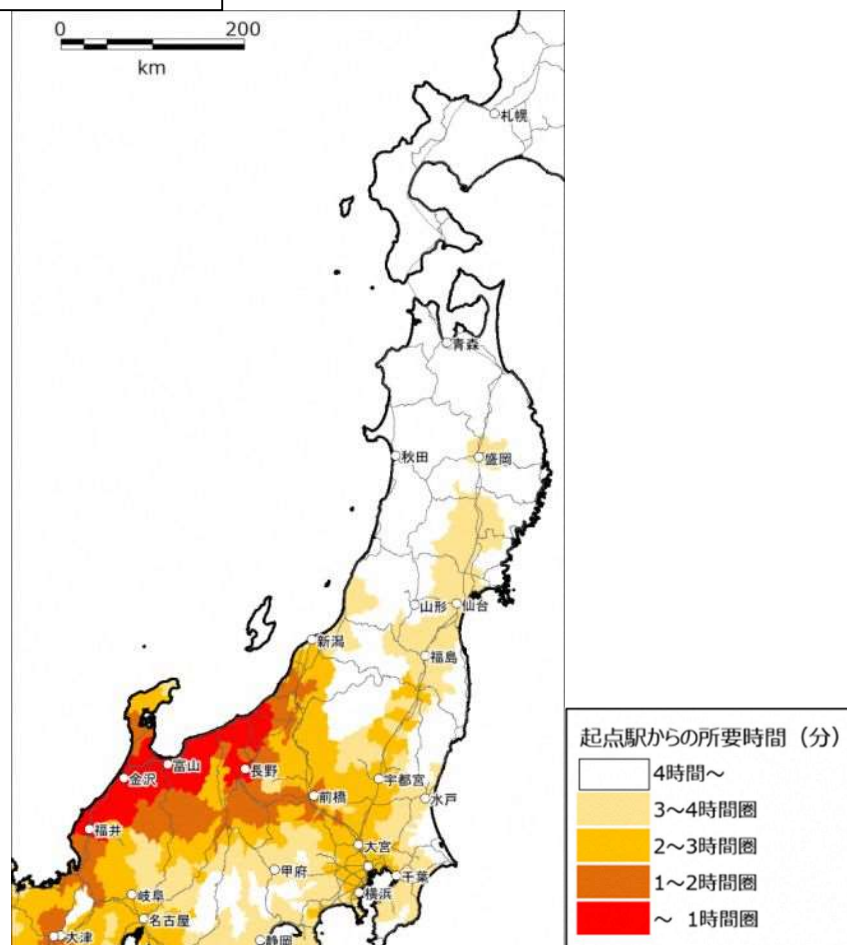 0 200
km
札幌
青森
秋田
盛岡
山形
仙台
新潟
福島
富山
長野
金沢
宇都宮
前橋
水戸
福井
大宮
甲府
千葉
岐阜
横浜
名古屋
大津
静岡
起点駅からの所要時間（分）
4時間～
3～4時間圏
2～3時間圏
1～2時間圏
～ 1時間圏